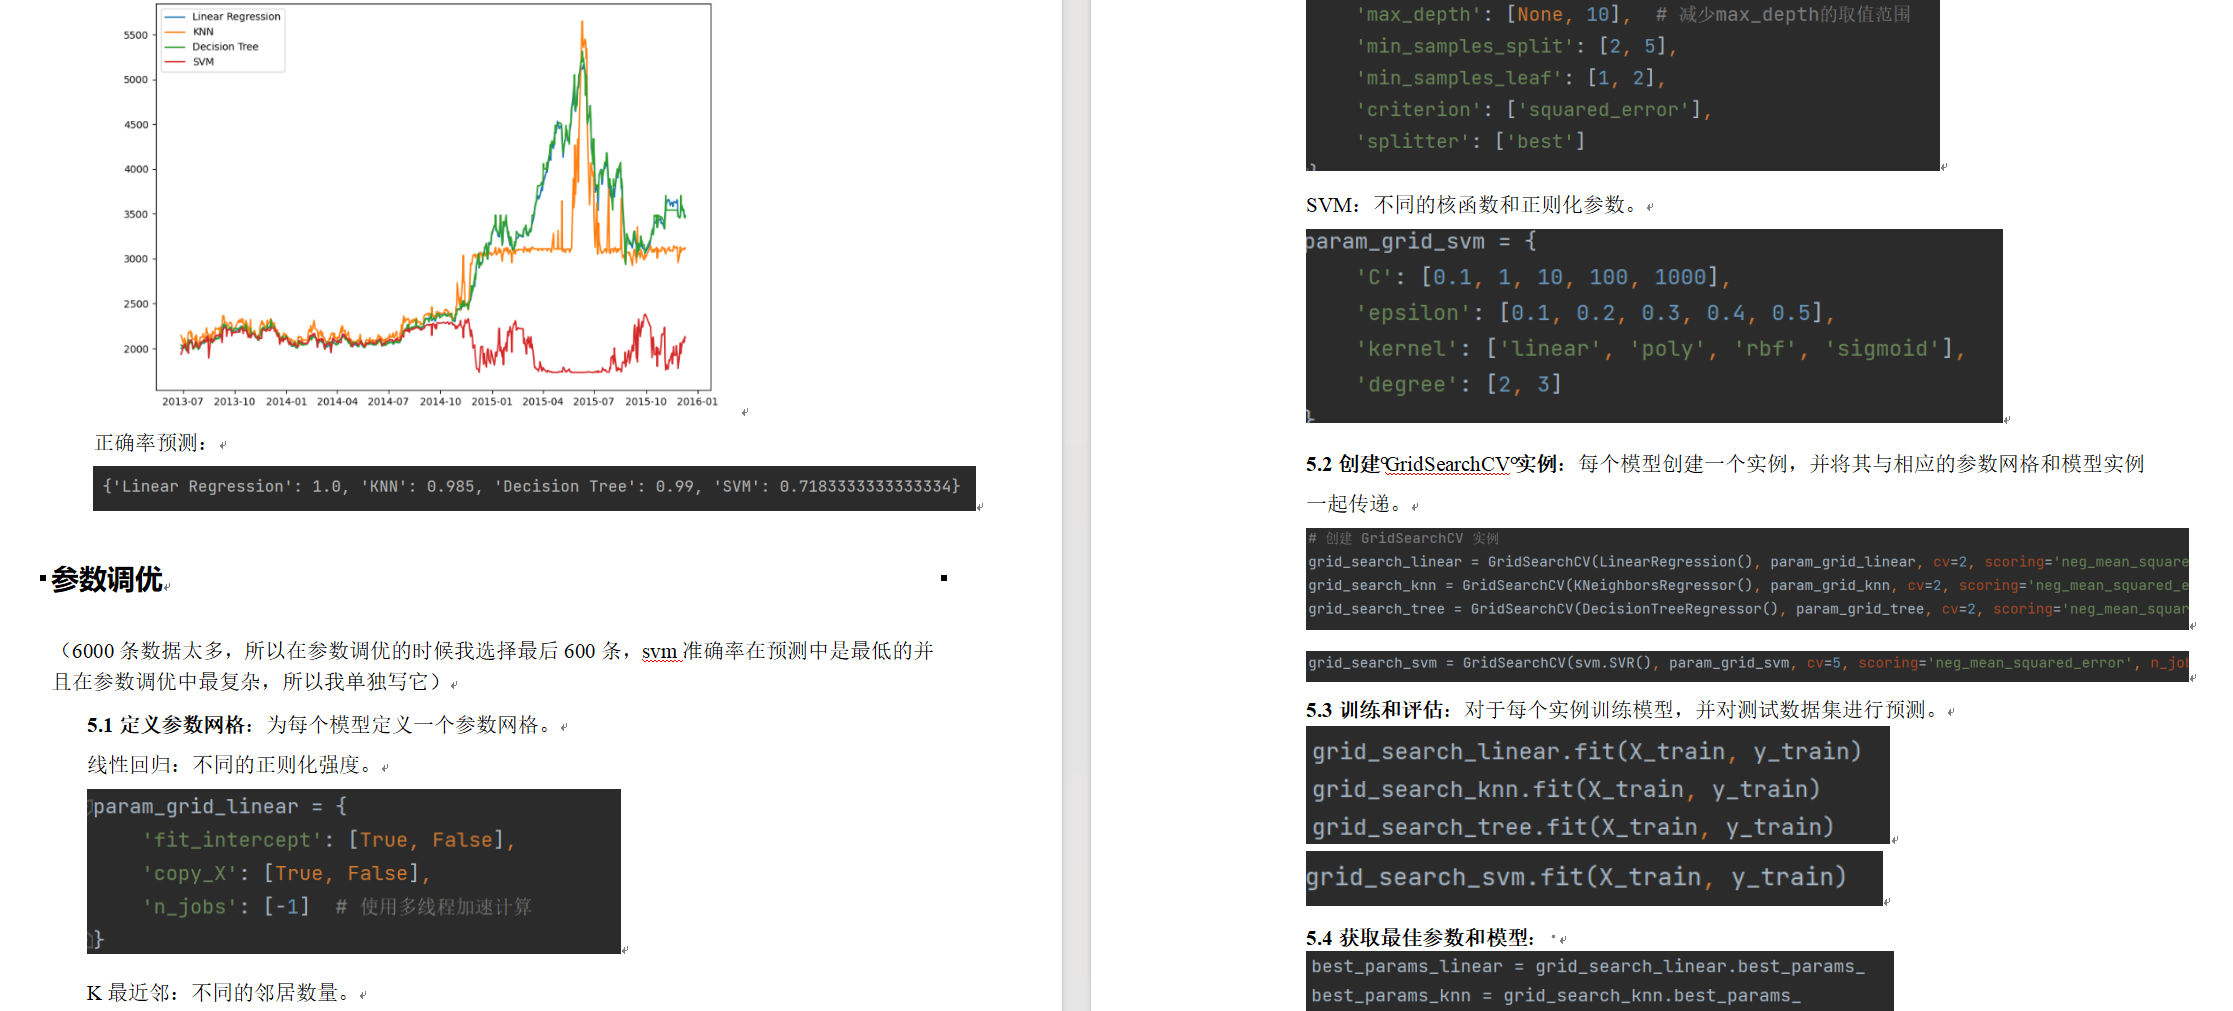 Linear Regression
KNN
Decision Tree
SVM
5500
5000
4500
4000
3500
3000
2500
2000
2013-07 2013-10 2014-01 2014-04 2014-07 2014-10 2015-01 2015-04 2015-07 2015-10 2016-01
正确率预测：
{'Linear Regression': 1.0, 'KNN': 0.985, 'Decision Tree': 0.99, 'SVM': 0.7183333333333334}
参数调优
（6000 条数据太多，所以在参数调优的时候我选择最后 600 条，svm 准确率在预测中是最低的并
且在参数调优中最复杂，所以我单独写它）
5.1 定义参数网格：为每个模型定义一个参数网格。
线性回归：不同的正则化强度。
param_grid_linear = {
'fit_intercept': [True, False],
'copy_X': [True, False],
'n_jobs': [-1]  # 使用多线程加速计算
}
K 最近邻：不同的邻居数量。
'max_depth': [None, 10],  # 减少max_depth的取值范围
'min_samples_split': [2, 5],
'min_samples_leaf': [1, 2],
'criterion': ['squared_error'],
'splitter': ['best']
SVM：不同的核函数和正则化参数。
param_grid_svm = {
'C': [0.1, 1, 10, 100, 1000],
'epsilon': [0.1, 0.2, 0.3, 0.4, 0.5],
'kernel': ['linear', 'poly', 'rbf', 'sigmoid'],
'degree': [2, 3]
}
5.2 创建 GridSearchCV 实例：每个模型创建一个实例，并将其与相应的参数网格和模型实例
一起传递。
# 创建 GridSearchCV 实例
grid_search_linear = GridSearchCV(LinearRegression(), param_grid_linear, cv=2, scoring='neg_mean_square
grid_search_knn = GridSearchCV(KNeighborsRegressor(), param_grid_knn, cv=2, scoring='neg_mean_squared_e
grid_search_tree = GridSearchCV(DecisionTreeRegressor(), param_grid_tree, cv=2, scoring='neg_mean_squar
grid_search_svm = GridSearchCV(svm.SVR(), param_grid_svm, cv=5, scoring='neg_mean_squared_error', n_jo
5.3 训练和评估：对于每个实例训练模型，并对测试数据集进行预测。
grid_search_linear.fit(X_train, y_train)
grid_search_knn.fit(X_train, y_train)
grid_search_tree.fit(X_train, y_train)
grid_search_svm.fit(X_train, y_train)
5.4 获取最佳参数和模型：
best_params_linear = grid_search_linear.best_params_
best_params_knn = grid_search_knn.best_params_